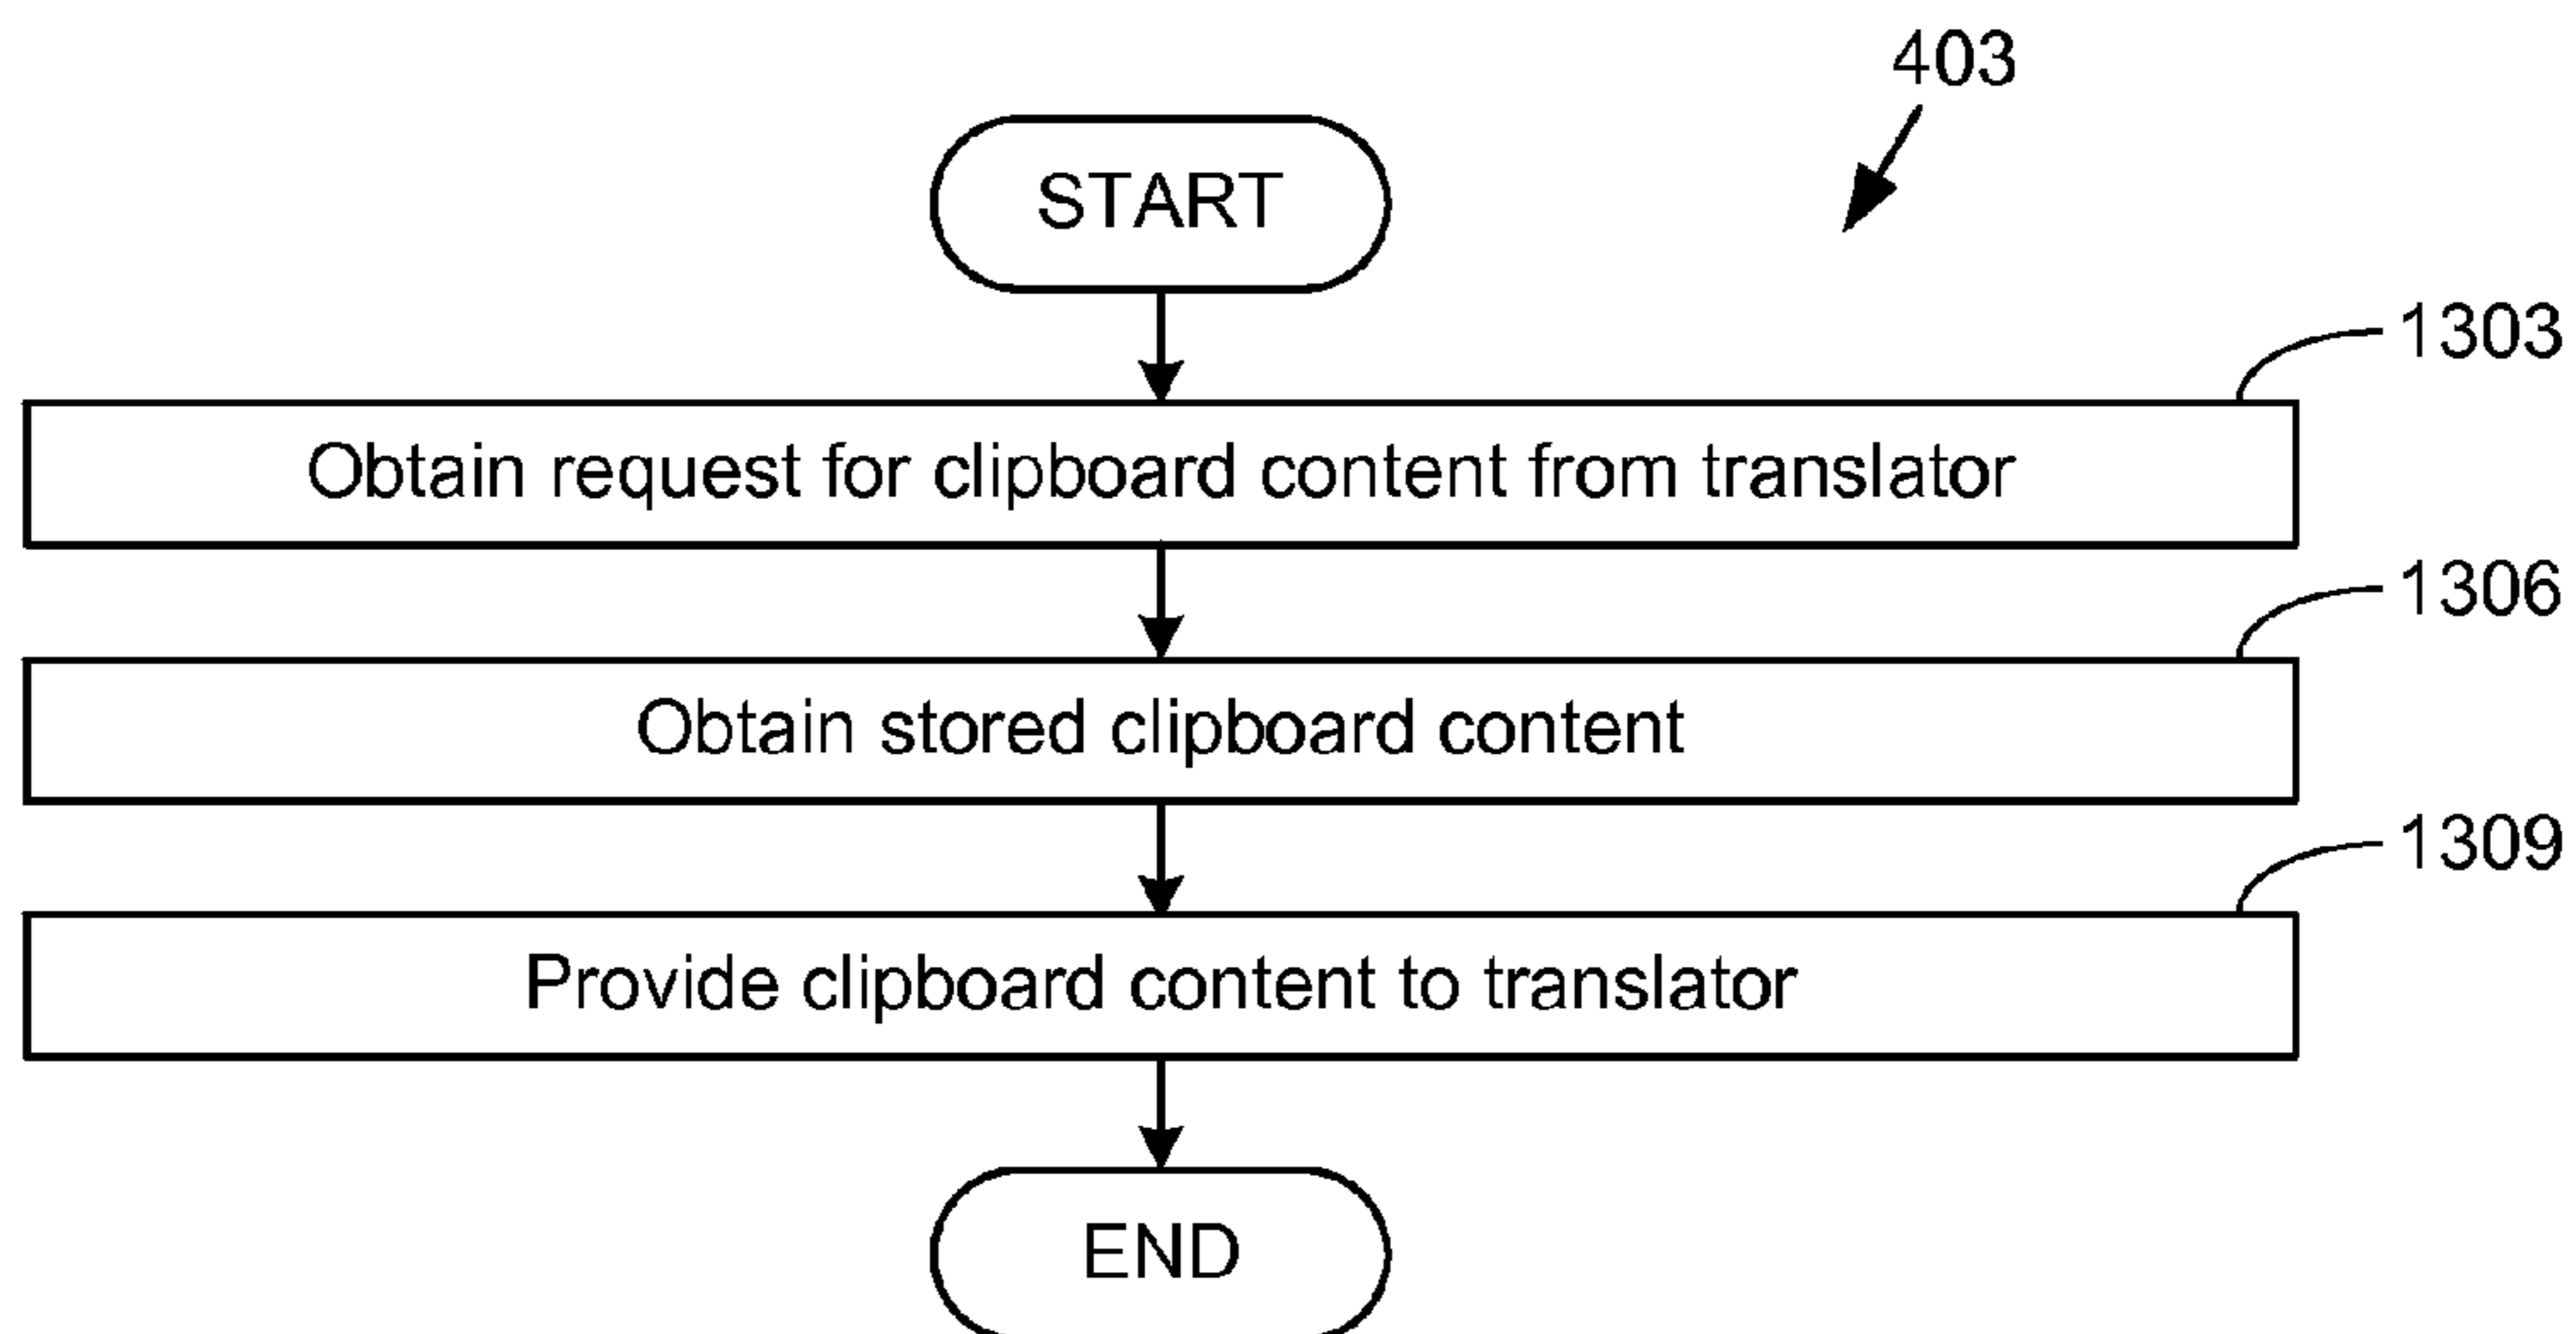 403
START
1303
Obtain request for clipboard content from translator
1306
Obtain stored clipboard content
1309
Provide clipboard content to translator
END